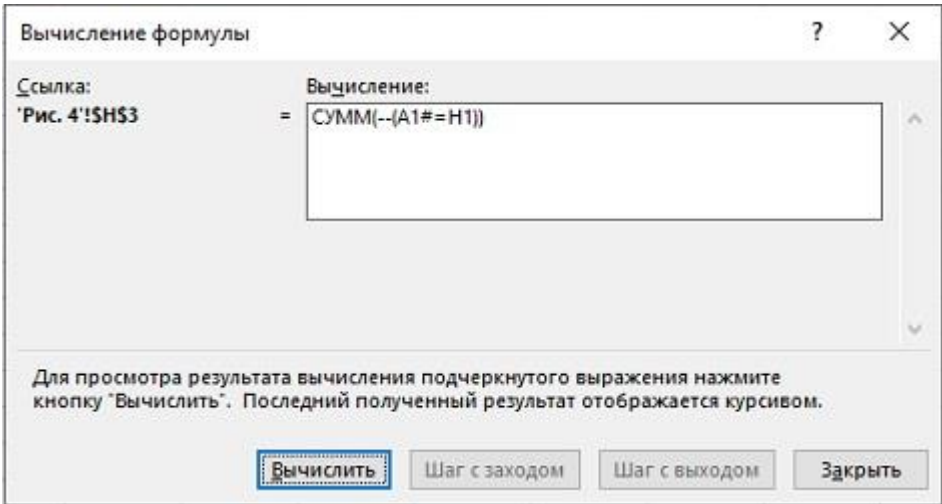 Вычисление формулы ? ×
Ссылка: Вычисление:
'Рис. 4'!$H$3 = СУММ(--(A1#=H1))
Для просмотра результата вычисления подчеркнутого выражения нажмите
кнопку "Вычислить". Последний полученный результат отображается курсивом.
Вычислить Шаг с заходом Шаг с выходом Закрыть